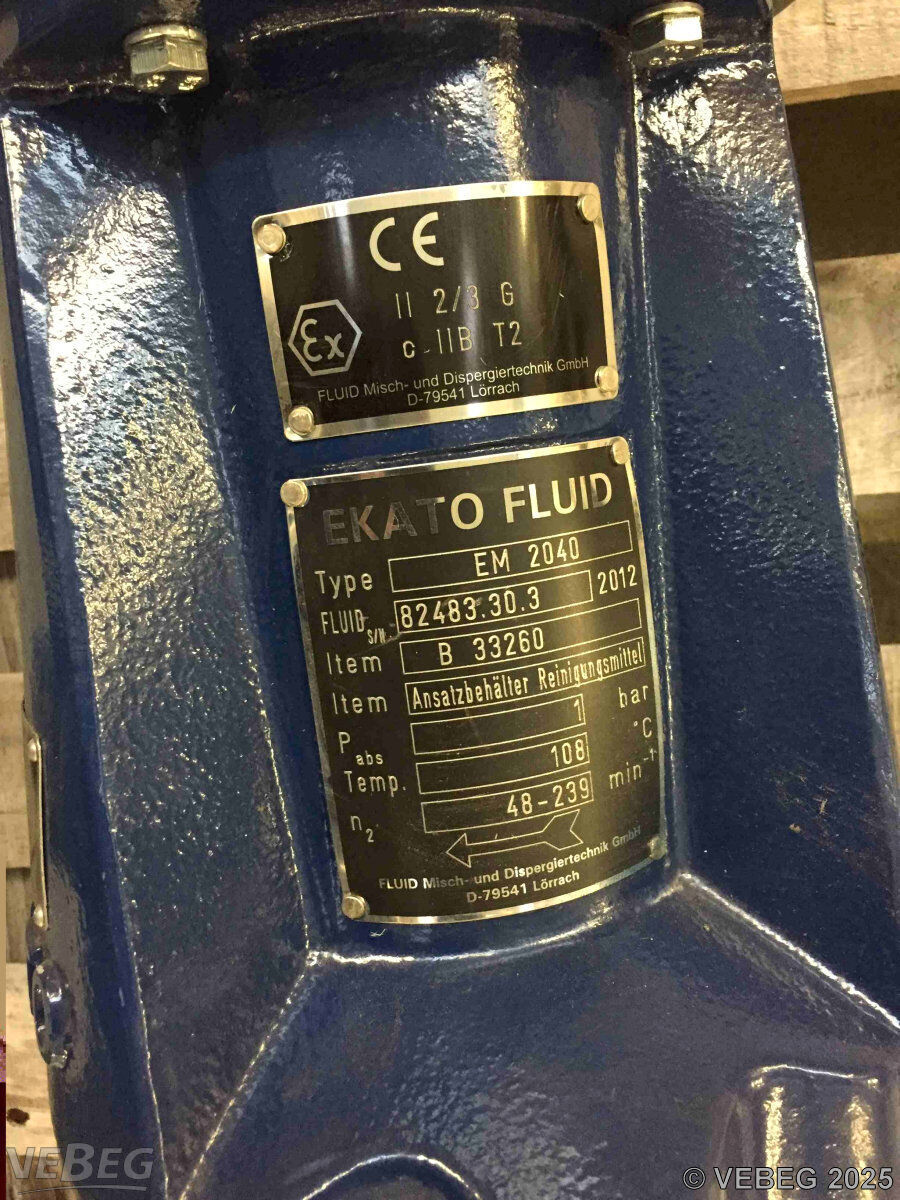 CE
Ex
II 2/3 G
c IIB T2
FLUID Misch- und Dispergiertechnik GmbH
D-79541 Lörrach
EKATO FLUID
Type EM 2040
FLUID S/N 82483.30.3 2012
Item B 33260
Item Ansatzbehälter Reinigungsmittel
P abs 1 bar
Temp. 108 °C
n2 48-239 min-1
FLUID Misch- und Dispergiertechnik GmbH
D-79541 Lörrach
VEBEG
© VEBEG 2025